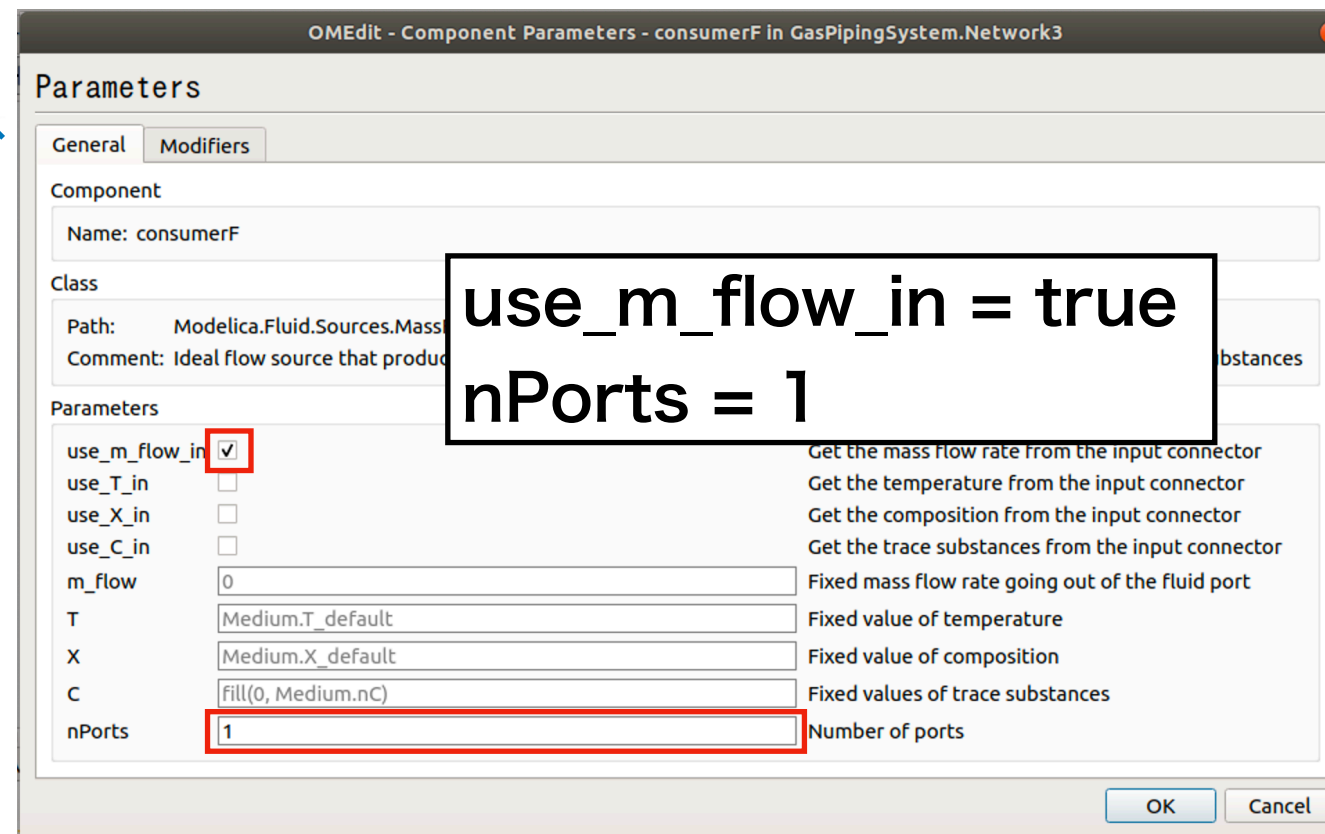 OMEdit - Component Parameters - consumerF in GasPipingSystem.Network3
Parameters
General Modifiers
Component
Name: consumerF
Class
Path: Modelica.Fluid.Sources.
Comment: Ideal flow source that bstances
use_m_flow_in = true
nPorts = 1
Parameters
use_m_flow_in Get the mass flow rate from the input connector
use_T_in Get the temperature from the input connector
use_X_in Get the composition from the input connector
use_C_in Get the trace substances from the input connector
m_flow 0 Fixed mass flow rate going out of the fluid port
T Medium.T_default Fixed value of temperature
X Medium.X_default Fixed value of composition
C fill(0, Medium.nC) Fixed values of trace substances
nPorts 1 Number of ports
OK Cancel